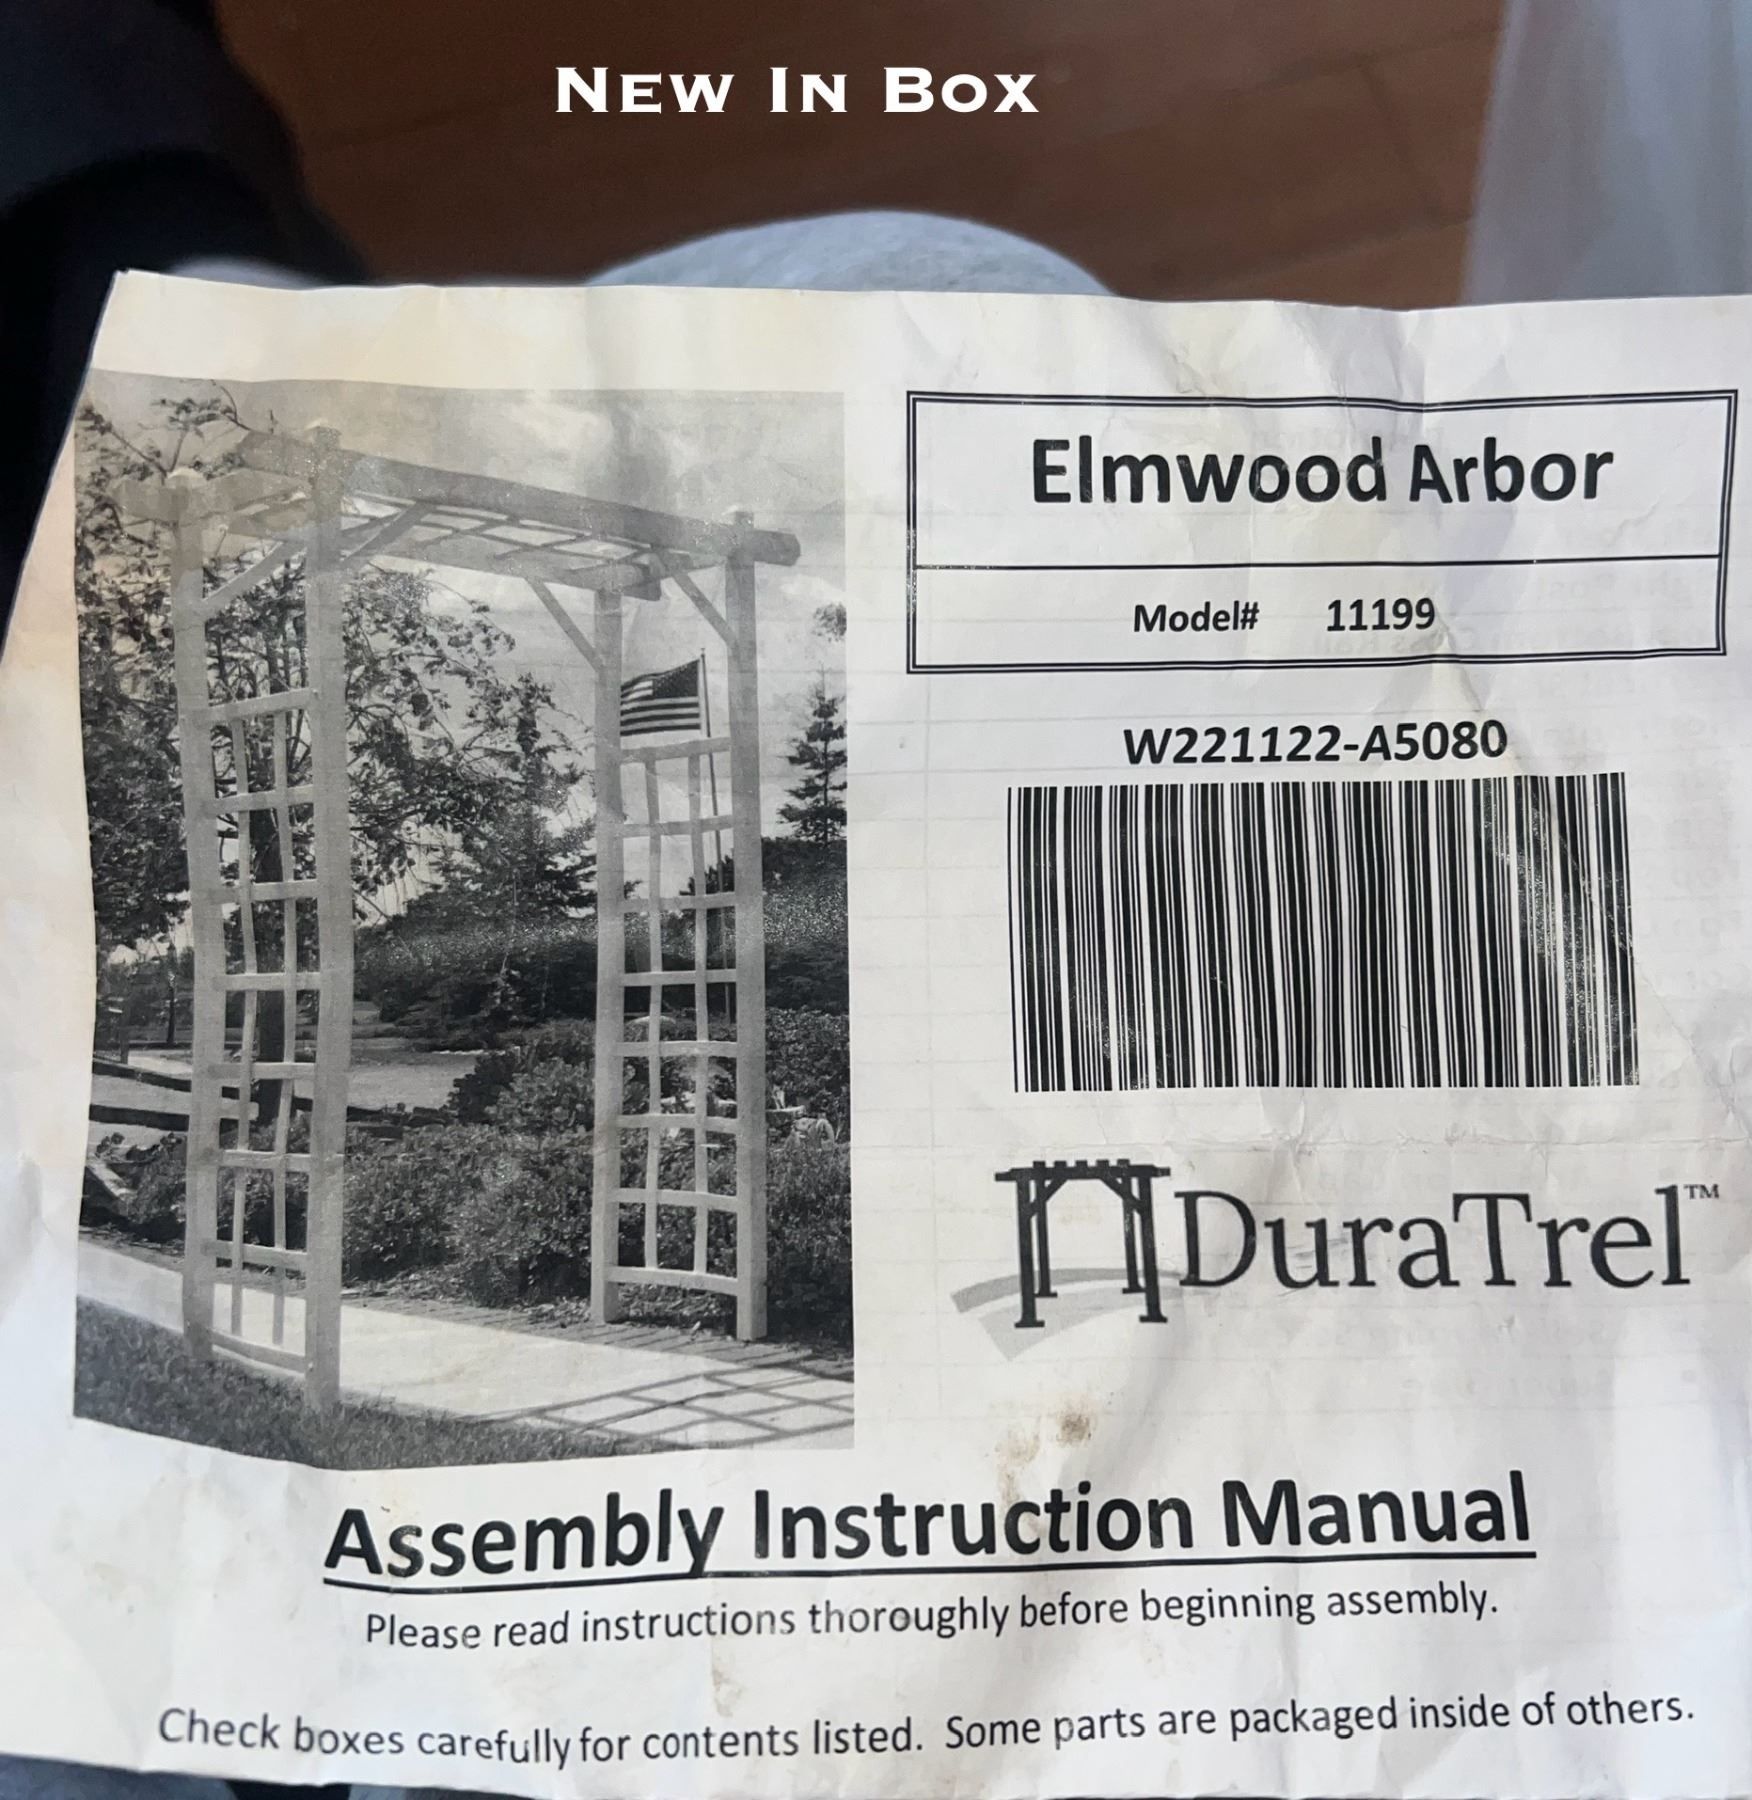 New In Box
Elmwood Arbor
Model# 11199
W221122-A5080
DuraTrel™
Assembly Instruction Manual
Please read instructions thoroughly before beginning assembly.
Check boxes carefully for contents listed. Some parts are packaged inside of others.